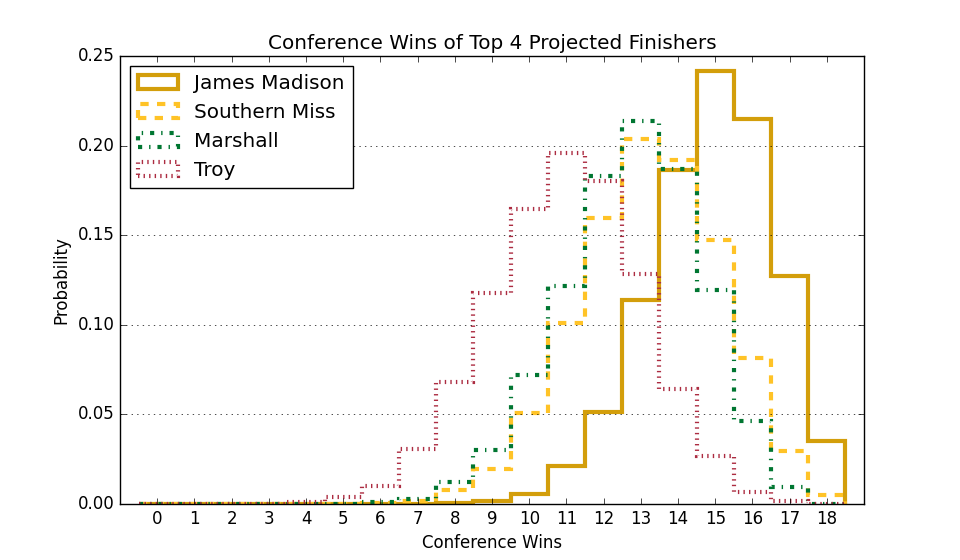 Conference Wins of Top 4 Projected Finishers
0.25
0.20
0.15
0.10
0.05
0.00
Probability
James Madison
Southern Miss
Marshall
Troy
0 1 2 3 4 5 6 7 8 9 10 11 12 13 14 15 16 17 18
Conference Wins